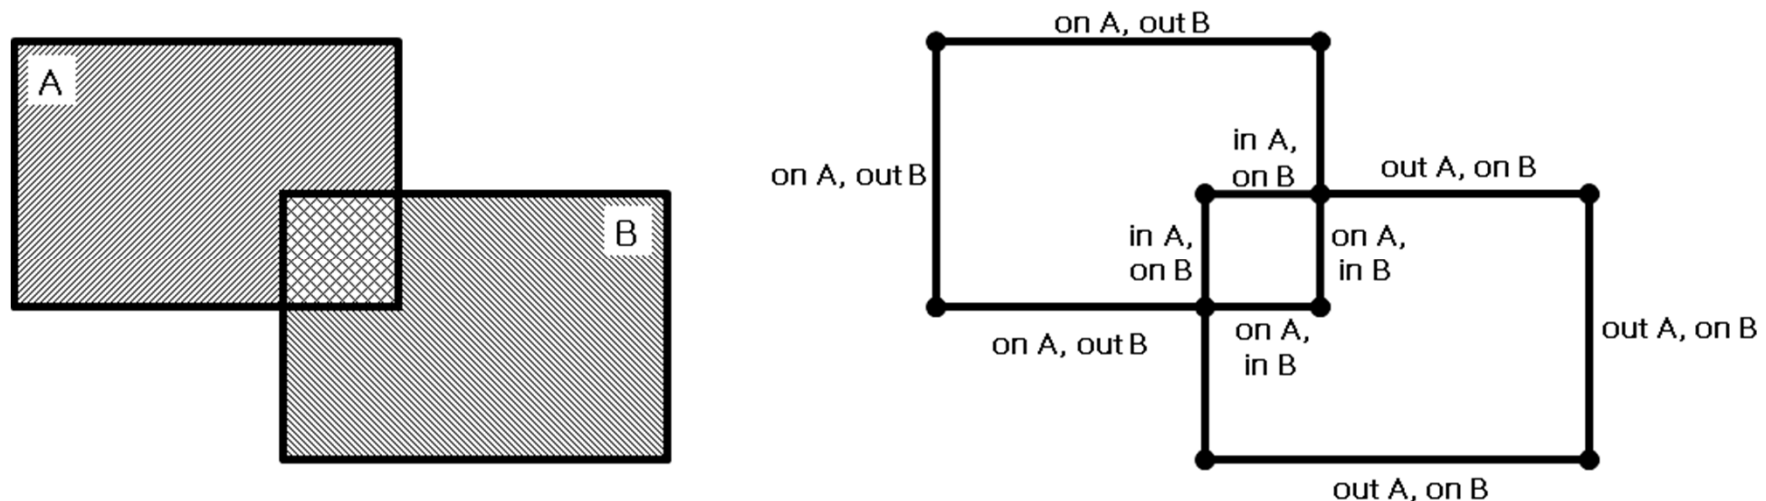 A
B
on A, out B
in A,
on B
out A, on B
on A, out B
in A,
on B
on A,
in B
on A, out B
on A,
in B
out A, on B
out A, on B